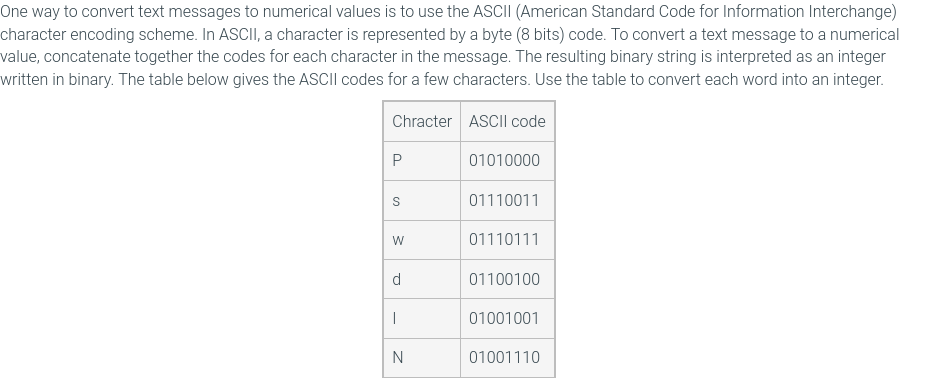 One way to convert text messages to numerical values is to use the ASCII (American Standard Code for Information Interchange)
character encoding scheme. In ASCII, a character is represented by a byte (8 bits) code. To convert a text message to a numerical
value, concatenate together the codes for each character in the message. The resulting binary string is interpreted as an integer
written in binary. The table below gives the ASCII codes for a few characters. Use the table to convert each word into an integer.
Chracter ASCII code
P 01010000
s 01110011
w 01110111
d 01100100
I 01001001
N 01001110